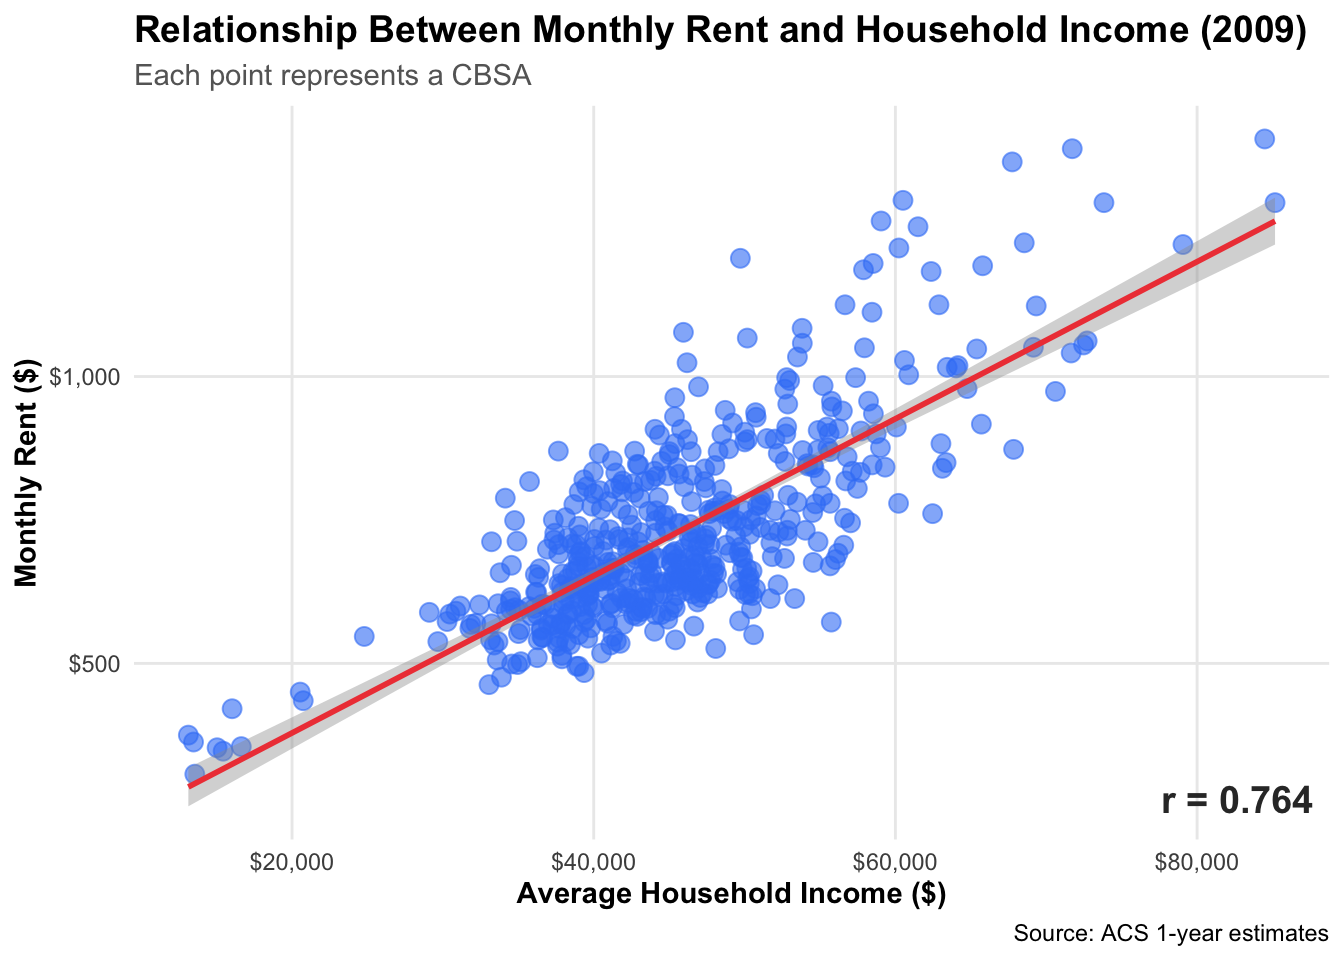 Relationship Between Monthly Rent and Household Income (2009)
Each point represents a CBSA
Monthly Rent ($)
$1,000
$500
r = 0.764
$20,000 $40,000 $60,000 $80,000
Average Household Income ($)
Source: ACS 1-year estimates